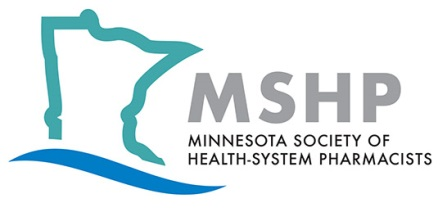 MSHP
MINNESOTA SOCIETY OF
HEALTH-SYSTEM PHARMACISTS